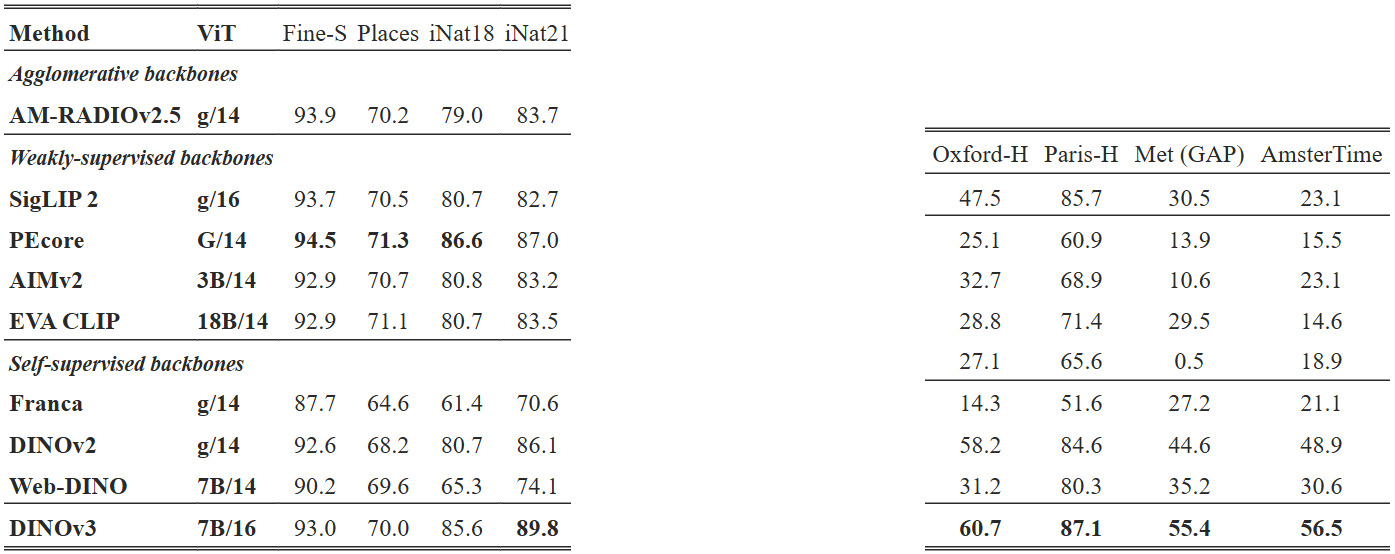 Method ViT Fine-S Places iNat18 iNat21
Agglomerative backbones
AM-RADIOv2.5 g/14 93.9 70.2 79.0 83.7
Weakly-supervised backbones
SigLIP 2 g/16 93.7 70.5 80.7 82.7
PEcore G/14 94.5 71.3 86.6 87.0
AIMv2 3B/14 92.9 70.7 80.8 83.2
EVA CLIP 18B/14 92.9 71.1 80.7 83.5
Self-supervised backbones
Franca g/14 87.7 64.6 61.4 70.6
DINOv2 g/14 92.6 68.2 80.7 86.1
Web-DINO 7B/14 90.2 69.6 65.3 74.1
DINOv3 7B/16 93.0 70.0 85.6 89.8
Oxford-H Paris-H Met (GAP) AmsterTime
47.5 85.7 30.5 23.1
25.1 60.9 13.9 15.5
32.7 68.9 10.6 23.1
28.8 71.4 29.5 14.6
27.1 65.6 0.5 18.9
14.3 51.6 27.2 21.1
58.2 84.6 44.6 48.9
31.2 80.3 35.2 30.6
60.7 87.1 55.4 56.5